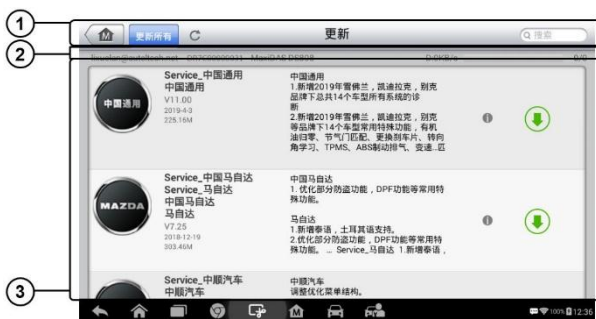 ①
更新所有
更新
搜索
②
MaxiDAS DS808
0.0KB/s
0/0
中国通用
Service_中国通用
中国通用
V11.00
2019-4-3
225.16M
中国通用
1.新增2019年雪佛兰，凯迪拉克，别克
品牌下总共14个车型所有系统的诊
断
2.新增2019年雪佛兰，凯迪拉克，别克
等品牌下14个车型常用特殊功能，有机
油归零、节气门匹配、更换刹车片、转向
角学习、TPMS、ABS制动排气、变速…匹
MAZDA
Service_中国马自达
Service_马自达
中国马自达
马自达
V7.25
2018-12-19
303.46M
中国马自达
1. 优化部分防盗功能，DPF功能等常用特
殊功能。
马自达
1.新增泰语，土耳其语支持。
2.优化部分防盗功能，DPF功能等常用特
殊功能。 ... Service_马自达 1.新增泰语，
③
Service_中顺汽车
中顺汽车
中顺汽车
调整优化菜单结构。
100%
12:36